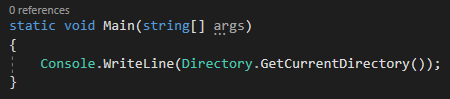 0 references
static void Main(string[] args)
{
    Console.WriteLine(Directory.GetCurrentDirectory());
}